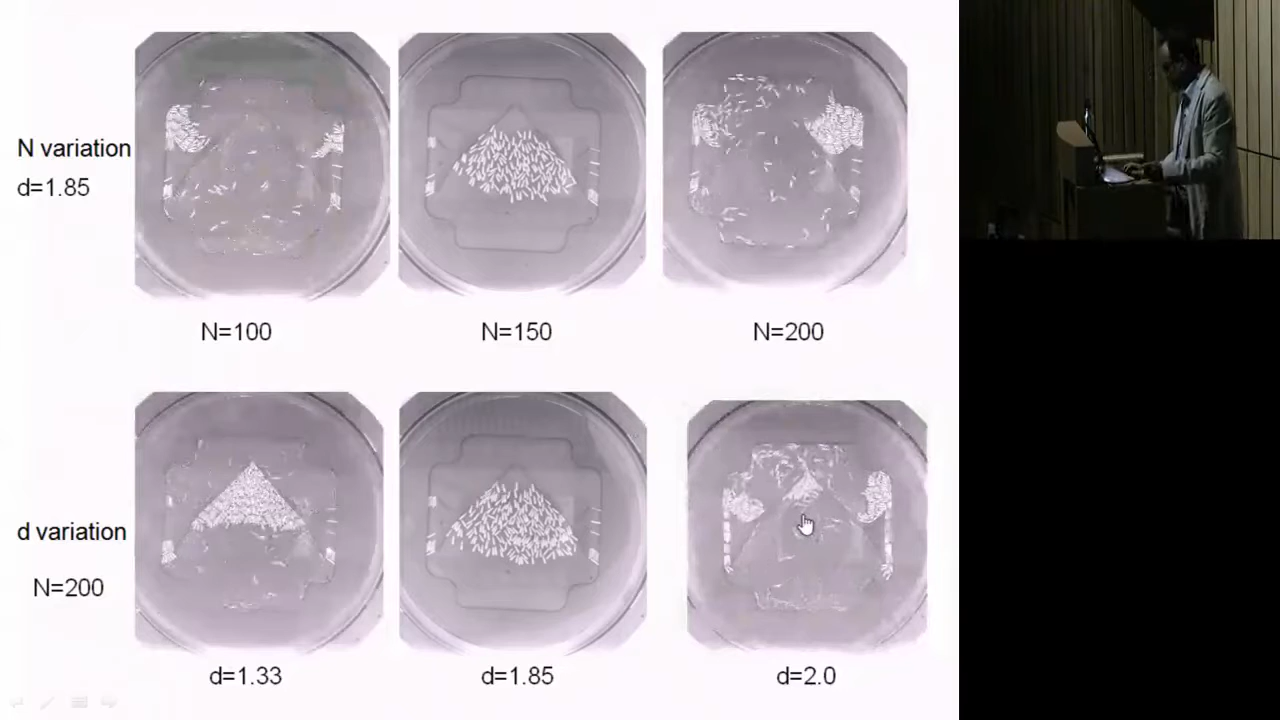 N variation
d=1.85
N=100
N=150
N=200
d variation
N=200
d=1.33
d=1.85
d=2.0